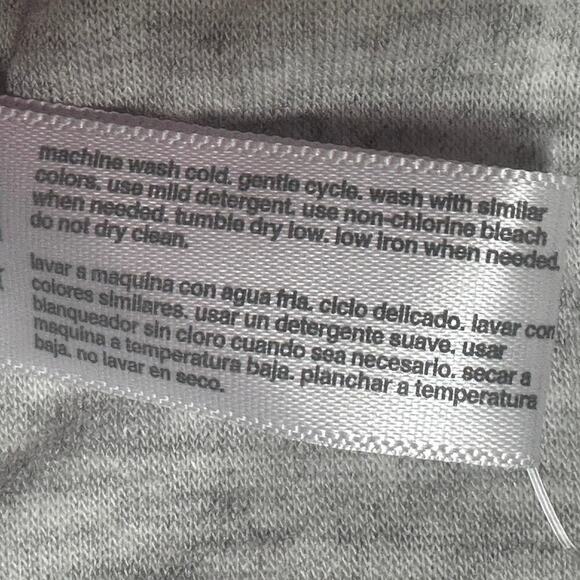 machine wash cold. gentle cycle. wash with similar
colors. use mild detergent. use non-chlorine bleach
when needed. tumble dry low. low iron when needed.
do not dry clean.
lavar a maquina con agua fria. ciclo delicado. lavar con
colores similares. usar un detergente suave. usar
blanqueador sin cloro cuando sea necesarlo. secar a
maquina a temperatura baja. planchar a temperatura
baja. no lavar en seco.